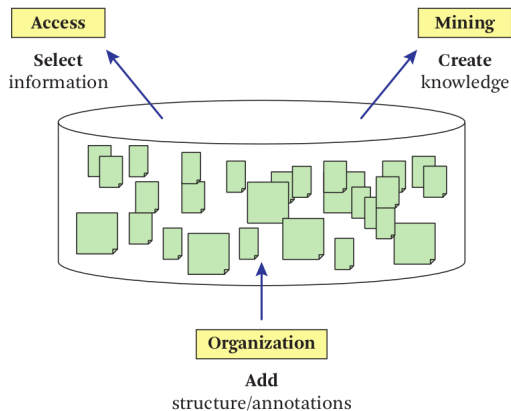 Access
Mining
Select
information
Create
knowledge
Organization
Add
structure/annotations